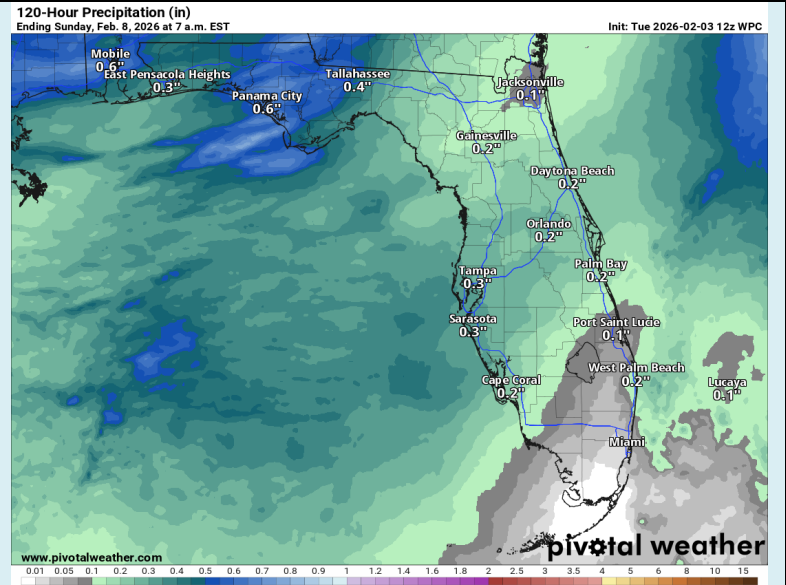 120-Hour Precipitation (in)
Ending Sunday, Feb. 8, 2026 at 7 a.m. EST
Init: Tue 2026-02-03 12z WPC
Mobile
0.6"
East Pensacola Heights
0.3"
Tallahassee
0.4"
Panama City
0.6"
Jacksonville
0.1"
Gainesville
0.2"
Daytona Beach
0.2"
Orlando
0.2"
Palm Bay
0.2"
Tampa
0.3"
Sarasota
0.3"
Port Saint Lucie
0.1"
West Palm Beach
0.2"
Cape Coral
0.2"
Lucaya
0.1"
Miami
www.pivotalweather.com
pivotal weather
0.01 0.05 0.1 0.2 0.3 0.4 0.5 0.6 0.7 0.8 0.9 1 1.2 1.4 1.6 1.8 2 2.5 3 3.5 4 5 6 8 10 15